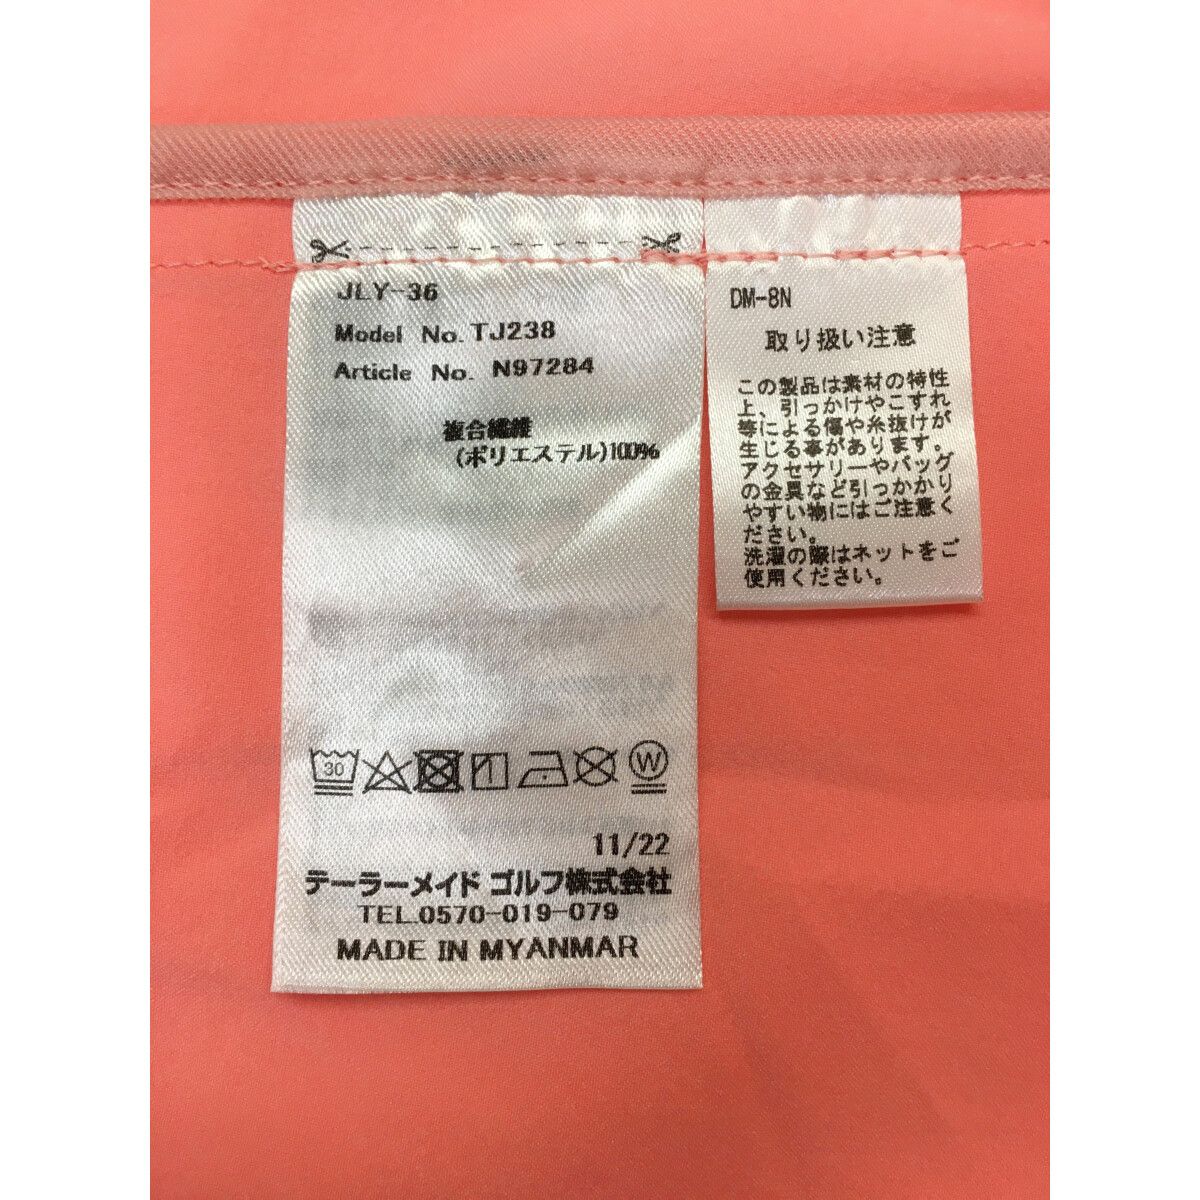 JLY-36
Model No. TJ238
Article No. N97284
複合繊維
(ポリエステル)100%
30
W
11/22
テーラーメイド ゴルフ株式会社
TEL.0570-019-079
MADE IN MYANMAR
DM-8N
取り扱い注意
この製品は素材の特性
上、引っかけやこすれ
等による傷や糸抜けが
生じる事があります。
アクセサリーやバッグ
の金具など引っかかり
やすい物にはご注意く
ださい。
洗濯の際はネットをご
使用ください。